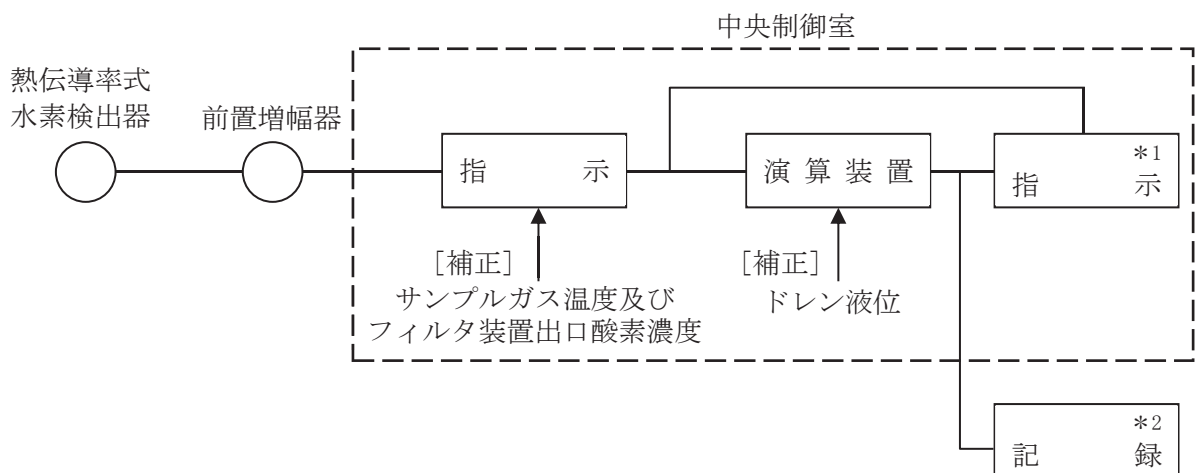 中央制御室
熱伝導率式
水素検出器
前置増幅器
指示
演算装置
*1
指示
[補正]
サンプルガス温度及び
フィルタ装置出口酸素濃度
[補正]
ドレン液位
*2
記録